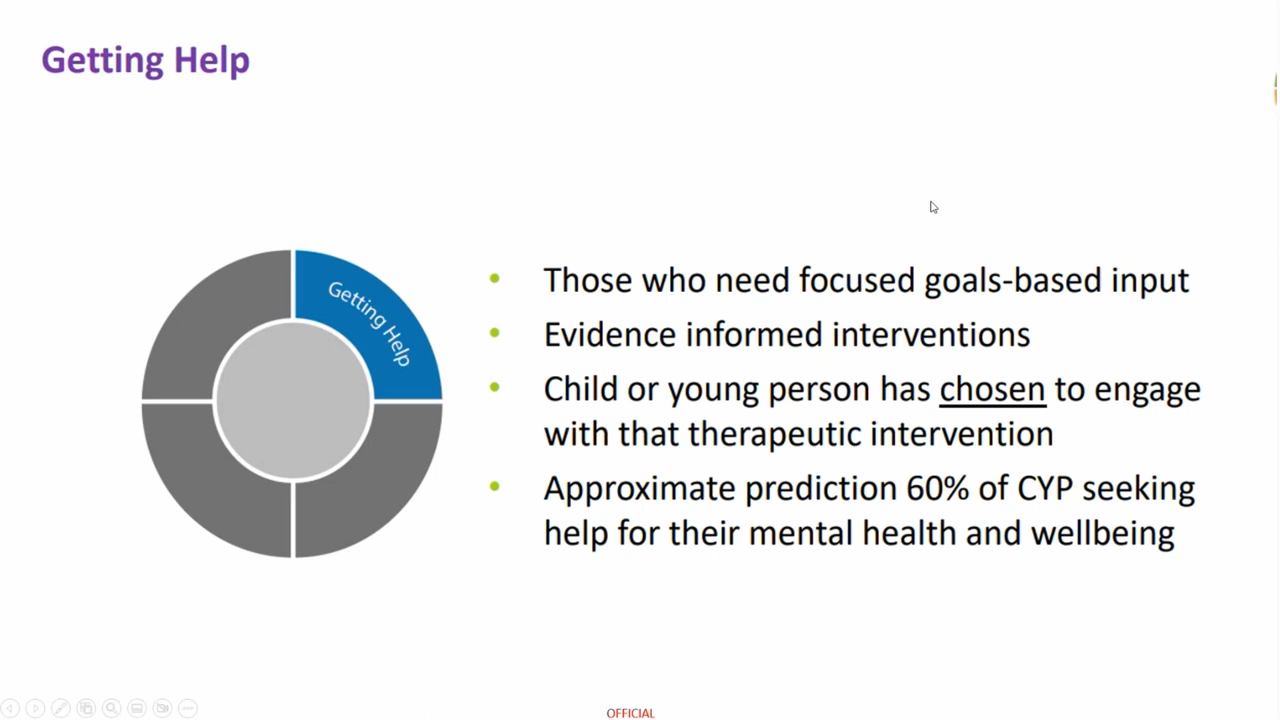 Getting Help
Getting Help
• Those who need focused goals-based input
• Evidence informed interventions
• Child or young person has chosen to engage
with that therapeutic intervention
• Approximate prediction 60% of CYP seeking
help for their mental health and wellbeing
OFFICIAL